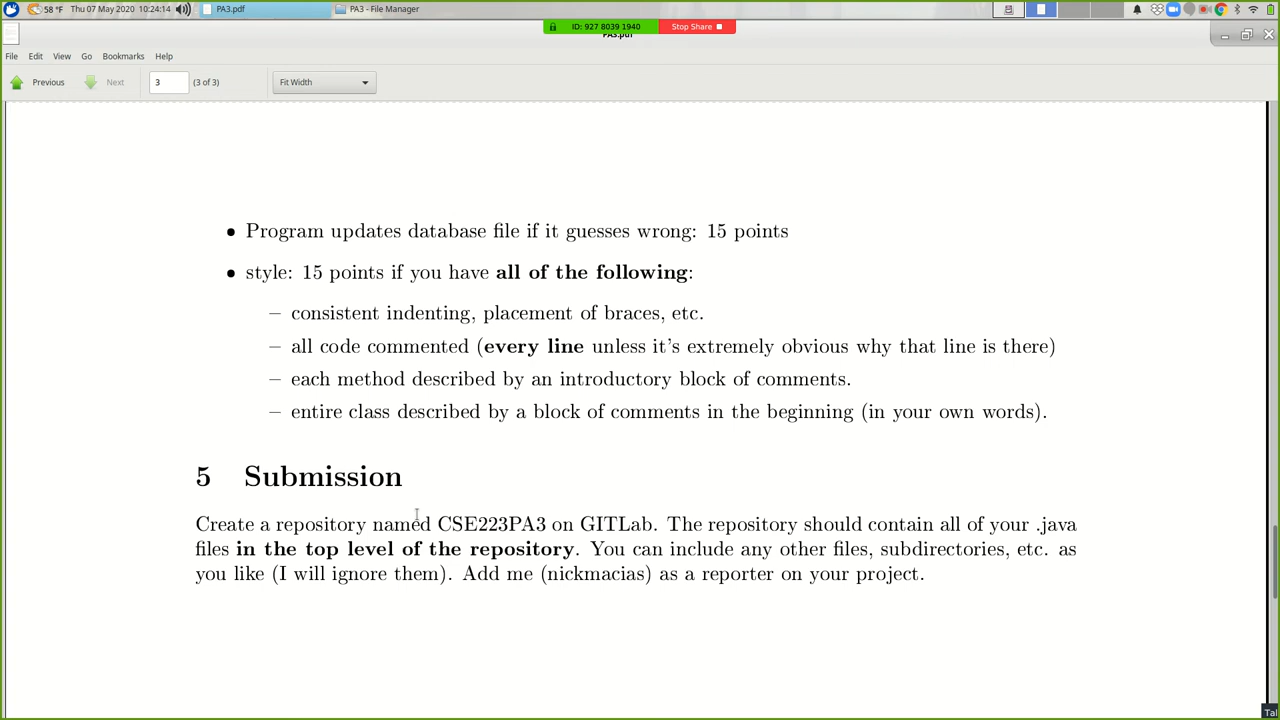 58 °F Thu 07 May 2020 10:24:14 PA3.pdf PA3 - File Manager
ID: 927 8039 1940 Stop Share
PA3.pdf
File Edit View Go Bookmarks Help
Previous Next 3 (3 of 3) Fit Width
• Program updates database file if it guesses wrong: 15 points
• style: 15 points if you have all of the following:
– consistent indenting, placement of braces, etc.
– all code commented (every line unless it's extremely obvious why that line is there)
– each method described by an introductory block of comments.
– entire class described by a block of comments in the beginning (in your own words).
5 Submission
Create a repository named CSE223PA3 on GITLab. The repository should contain all of your .java
files in the top level of the repository. You can include any other files, subdirectories, etc. as
you like (I will ignore them). Add me (nickmacias) as a reporter on your project.
Tal